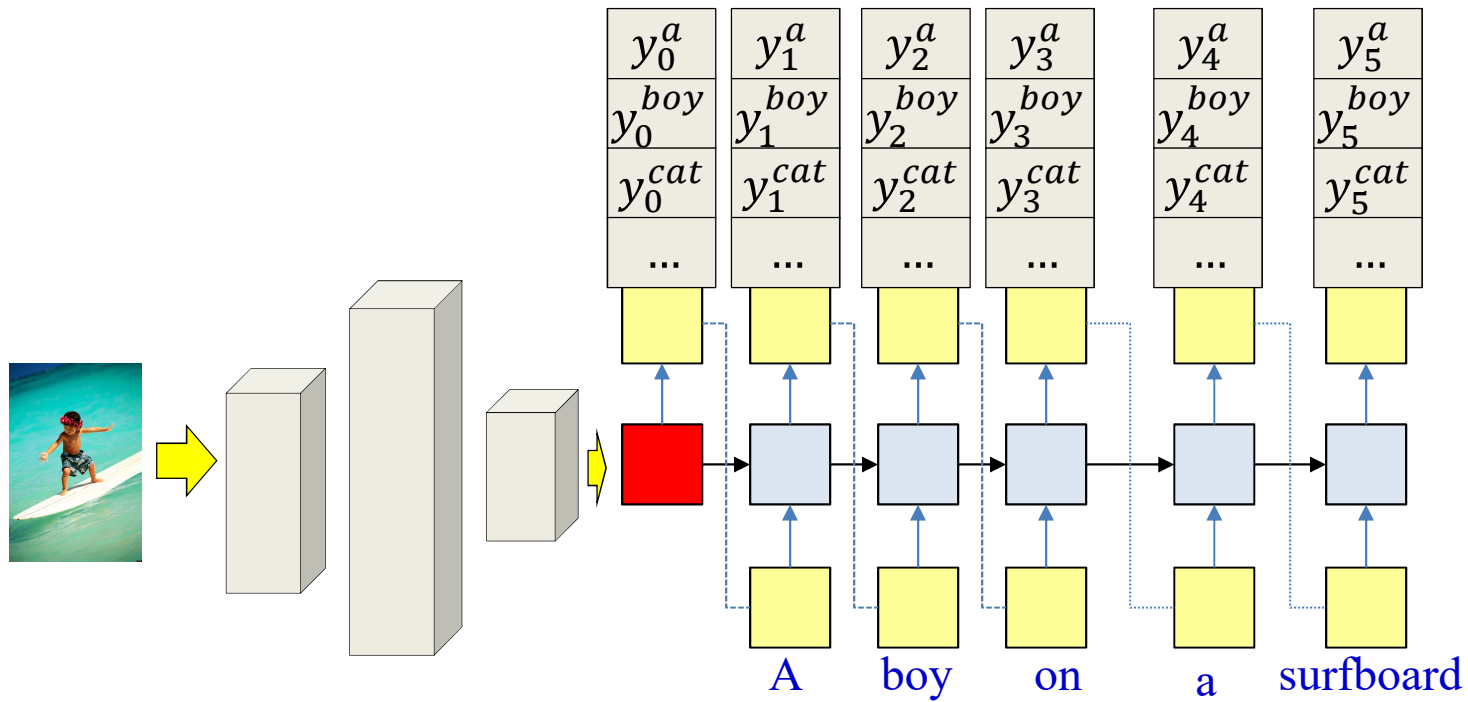 y_0^a y_1^a y_2^a y_3^a y_4^a y_5^a
y_0^{boy} y_1^{boy} y_2^{boy} y_3^{boy} y_4^{boy} y_5^{boy}
y_0^{cat} y_1^{cat} y_2^{cat} y_3^{cat} y_4^{cat} y_5^{cat}
... ... ... ... ... ...
A boy on a surfboard